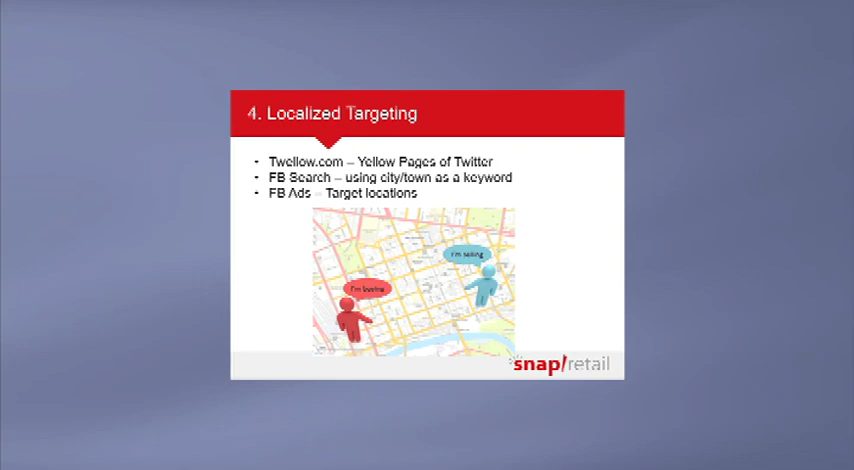 4. Localized Targeting
- Twellow.com – Yellow Pages of Twitter
- FB Search – using city/town as a keyword
- FB Ads – Target locations
I'm selling
I'm buying
snap/retail